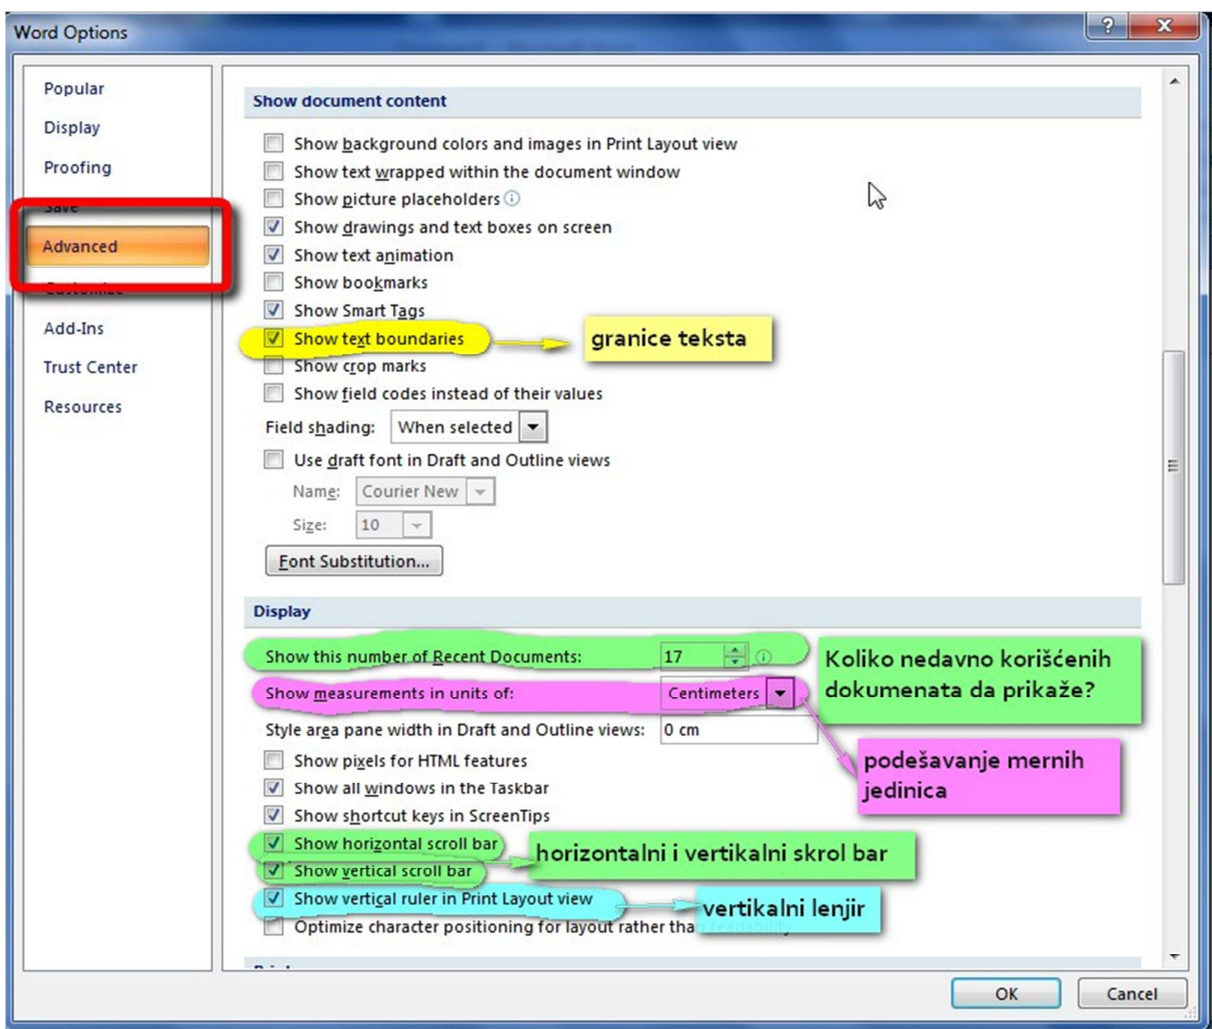 Word Options
Popular
Display
Proofing
Save
Advanced
Customize
Add-Ins
Trust Center
Resources
Show document content
Show background colors and images in Print Layout view
Show text wrapped within the document window
Show picture placeholders
Show drawings and text boxes on screen
Show text animation
Show bookmarks
Show Smart Tags
Show text boundaries
granice teksta
Show crop marks
Show field codes instead of their values
Field shading: When selected
Use draft font in Draft and Outline views
Name: Courier New
Size: 10
Font Substitution...
Display
Show this number of Recent Documents: 17
Koliko nedavno korišćenih
dokumenata da prikaže?
Show measurements in units of: Centimeters
Style area pane width in Draft and Outline views: 0 cm
podešavanje mernih
jedinica
Show pixels for HTML features
Show all windows in the Taskbar
Show shortcut keys in ScreenTips
Show horizontal scroll bar
horizontalni i vertikalni skrol bar
Show vertical scroll bar
Show vertical ruler in Print Layout view
vertikalni lenjir
Optimize character positioning for layout rather than readability
OK
Cancel